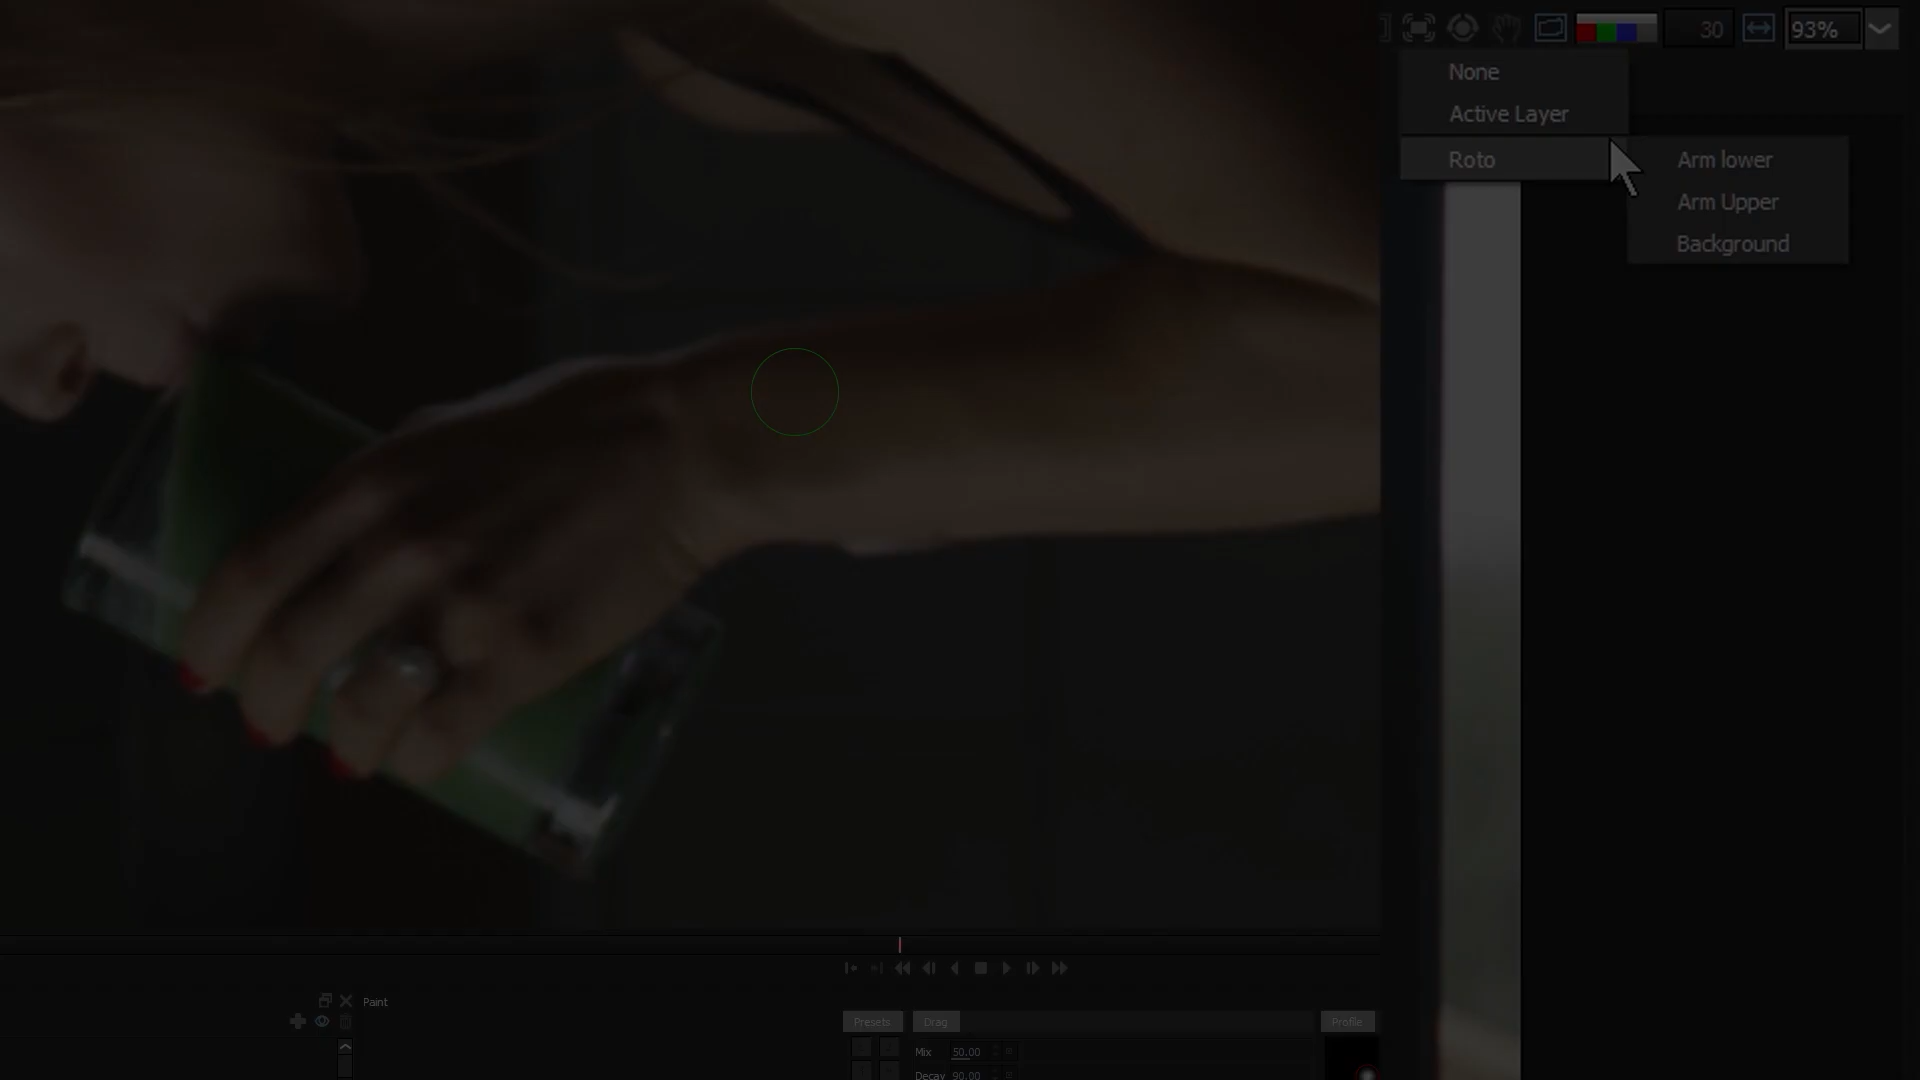 30
93%
None
Active Layer
Roto
Arm lower
Arm Upper
Background
Paint
Presets
Drag
Profile
Mix 50.00
Decay 90.00